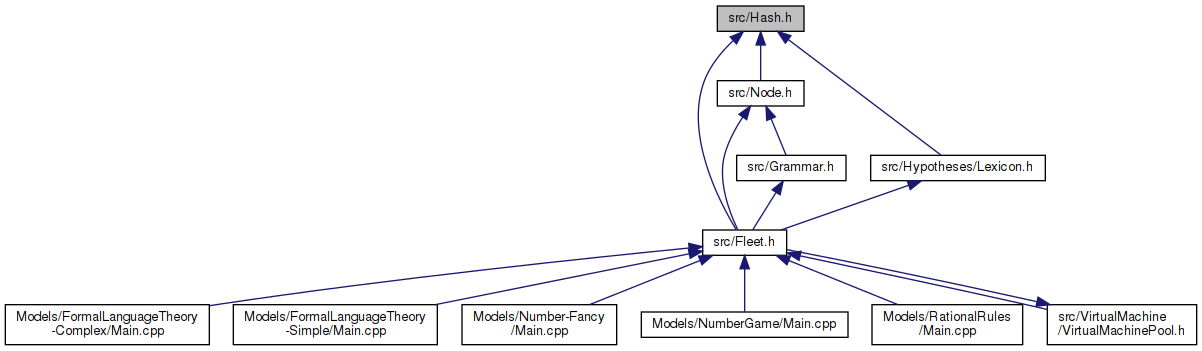 src/Hash.h
src/Node.h
src/Grammar.h
src/Hypotheses/Lexicon.h
src/Fleet.h
Models/FormalLanguageTheory
-Complex/Main.cpp
Models/FormalLanguageTheory
-Simple/Main.cpp
Models/Number-Fancy
/Main.cpp
Models/NumberGame/Main.cpp
Models/RationalRules
/Main.cpp
src/VirtualMachine
/VirtualMachinePool.h